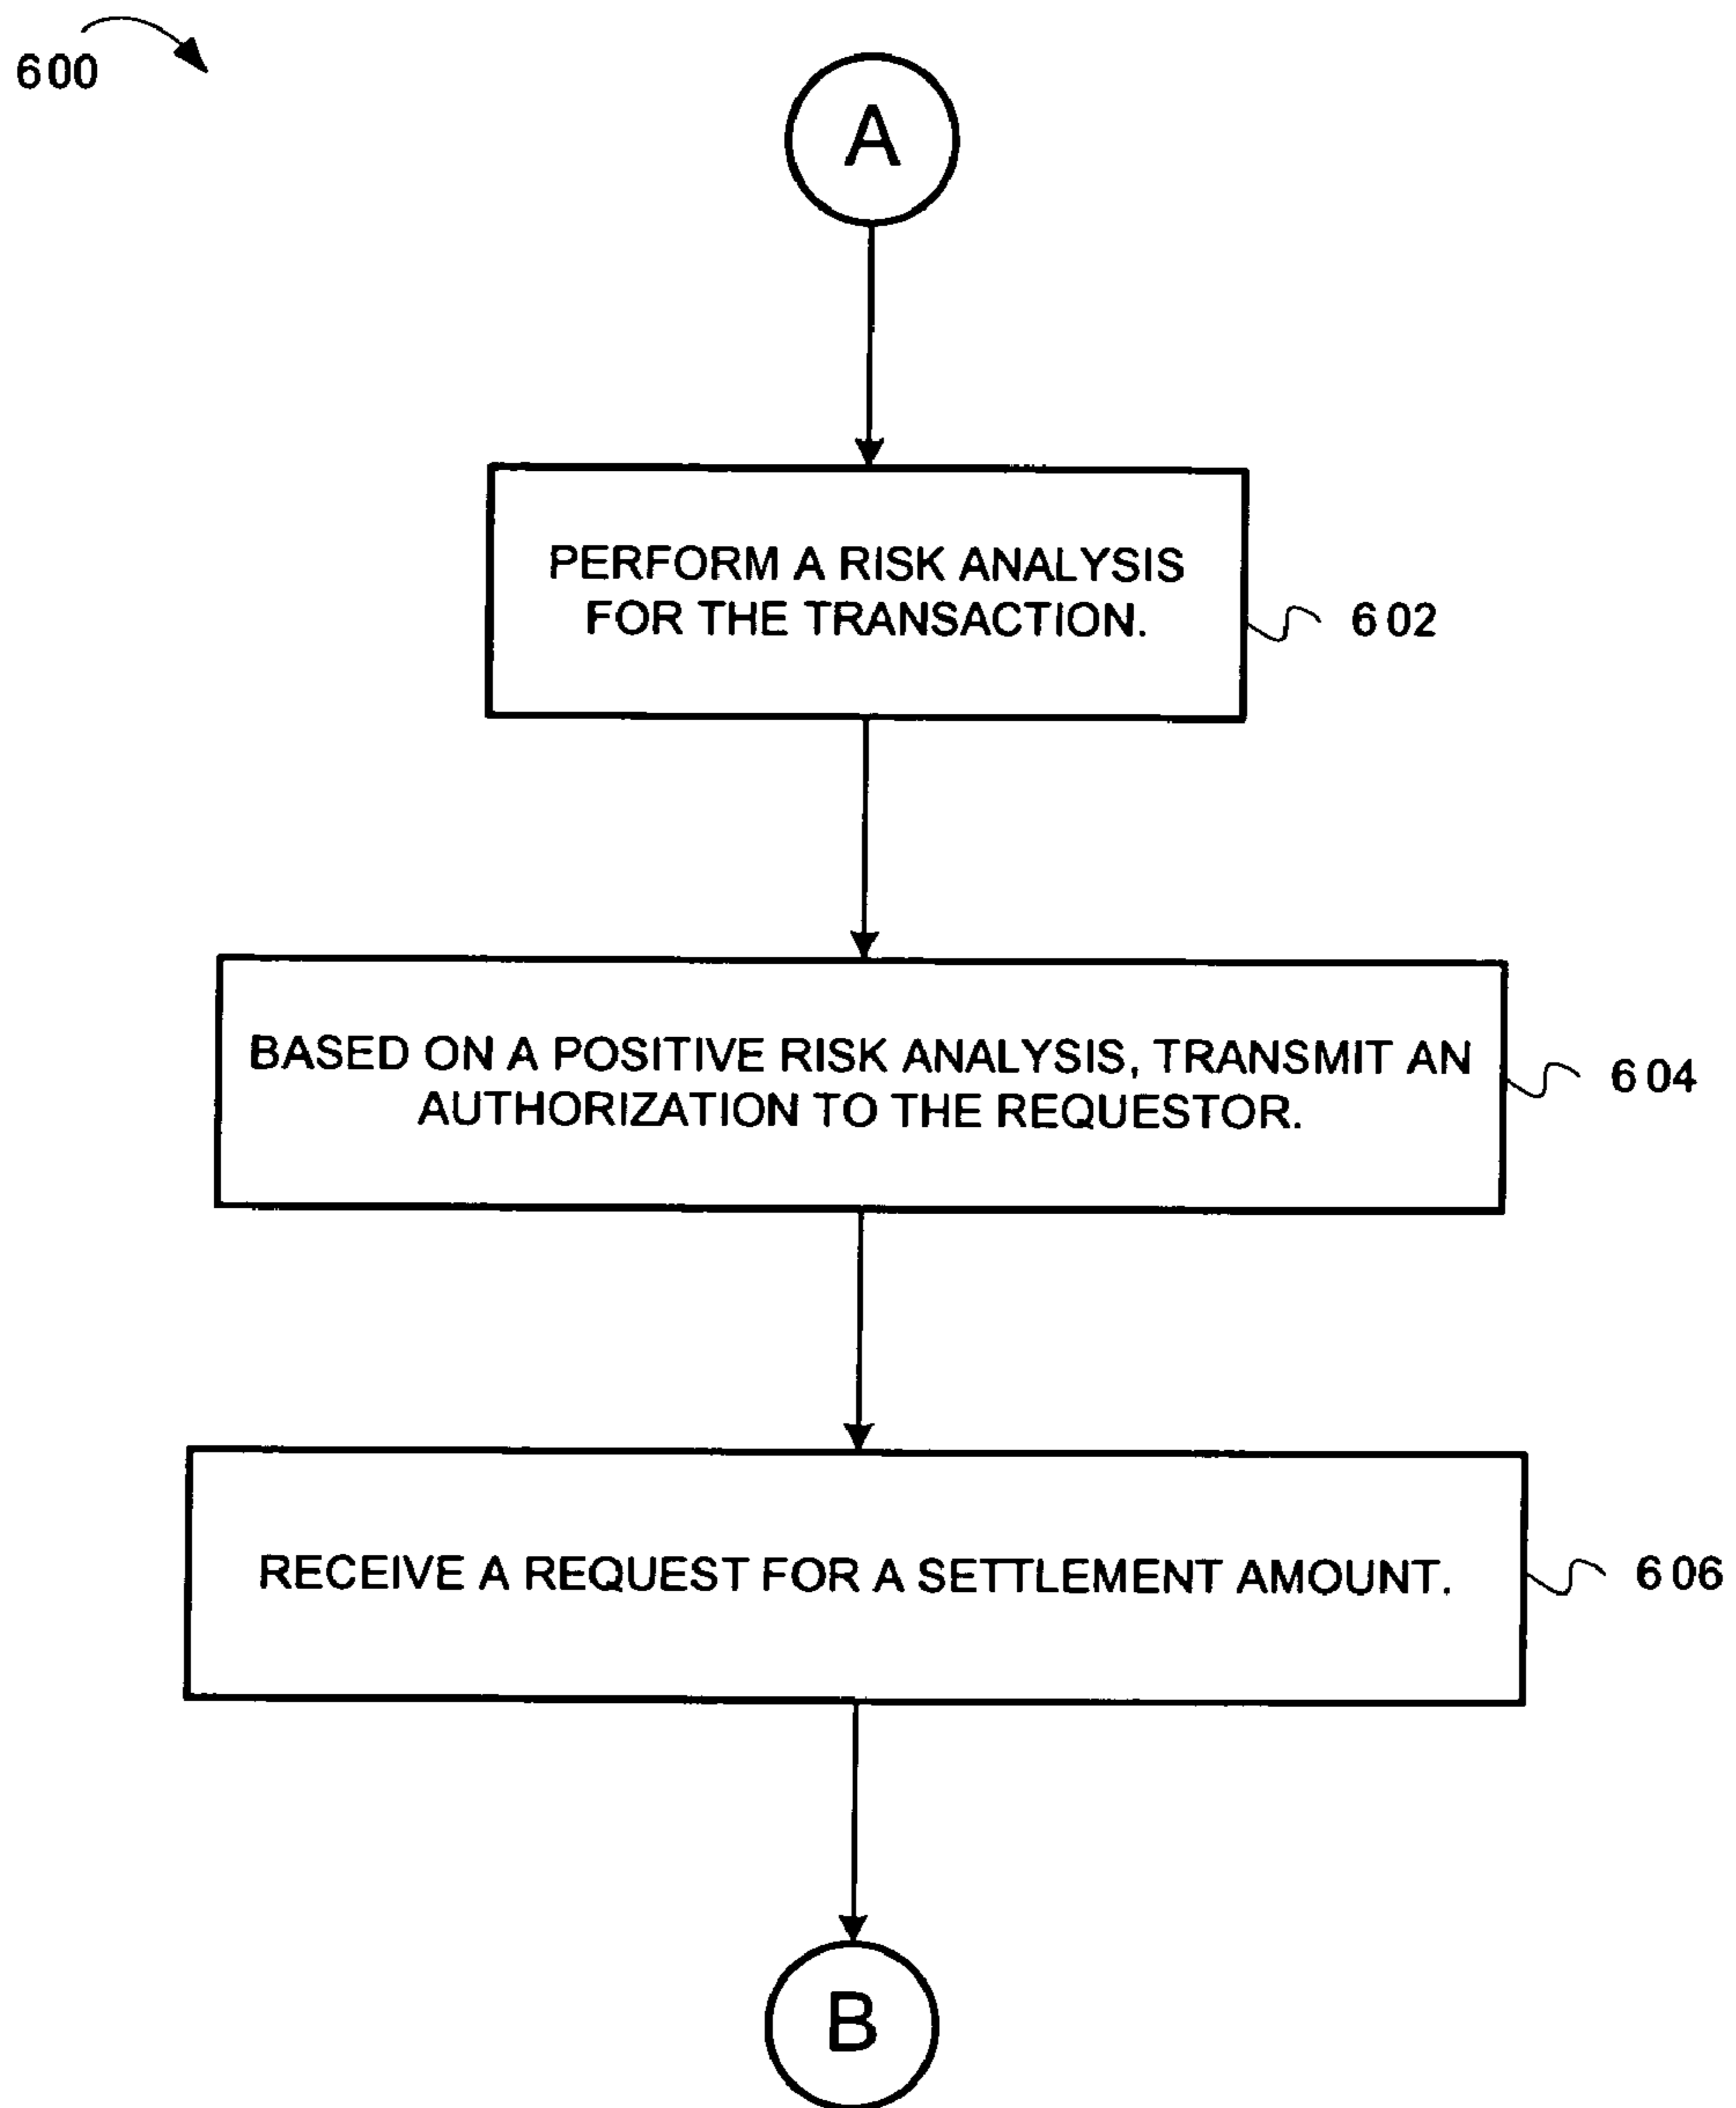 600
A
PERFORM A RISK ANALYSIS
FOR THE TRANSACTION.
602
BASED ON A POSITIVE RISK ANALYSIS, TRANSMIT AN
AUTHORIZATION TO THE REQUESTOR.
604
RECEIVE A REQUEST FOR A SETTLEMENT AMOUNT.
606
B